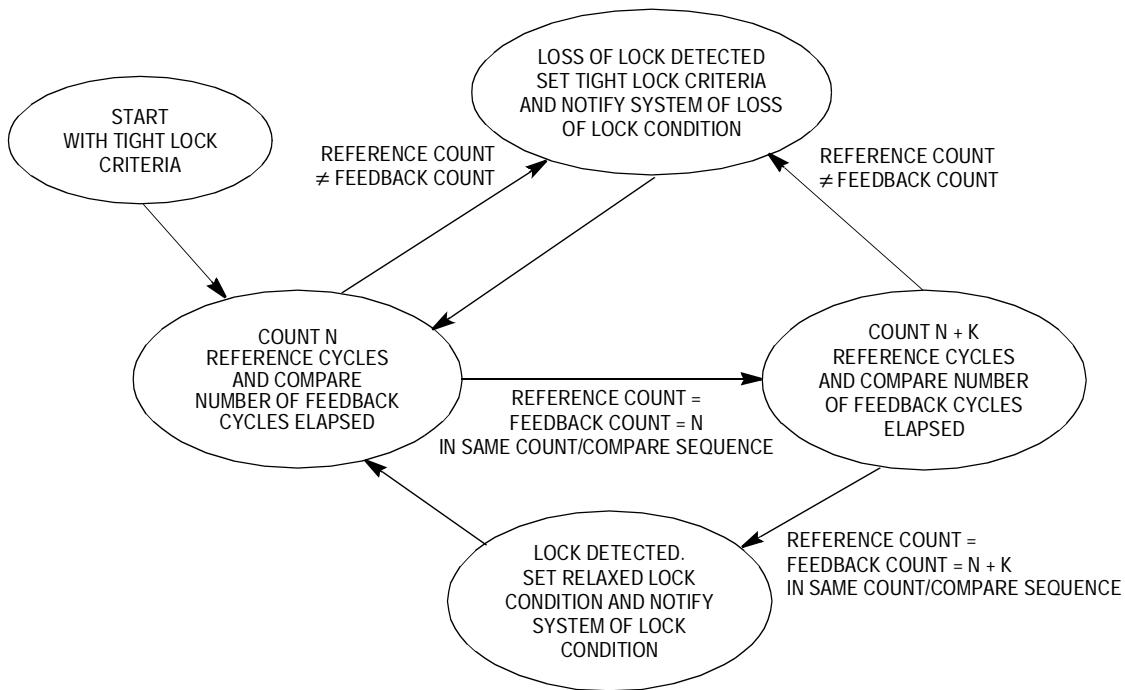 LOSS OF LOCK DETECTED
SET TIGHT LOCK CRITERIA
AND NOTIFY SYSTEM OF LOSS
OF LOCK CONDITION
START
WITH TIGHT LOCK
CRITERIA
REFERENCE COUNT
≠ FEEDBACK COUNT
REFERENCE COUNT
≠ FEEDBACK COUNT
COUNT N
REFERENCE CYCLES
AND COMPARE
NUMBER OF FEEDBACK
CYCLES ELAPSED
COUNT N + K
REFERENCE CYCLES
AND COMPARE NUMBER
OF FEEDBACK CYCLES
ELAPSED
REFERENCE COUNT =
FEEDBACK COUNT = N
IN SAME COUNT/COMPARE SEQUENCE
REFERENCE COUNT =
FEEDBACK COUNT = N + K
IN SAME COUNT/COMPARE SEQUENCE
LOCK DETECTED.
SET RELAXED LOCK
CONDITION AND NOTIFY
SYSTEM OF LOCK
CONDITION